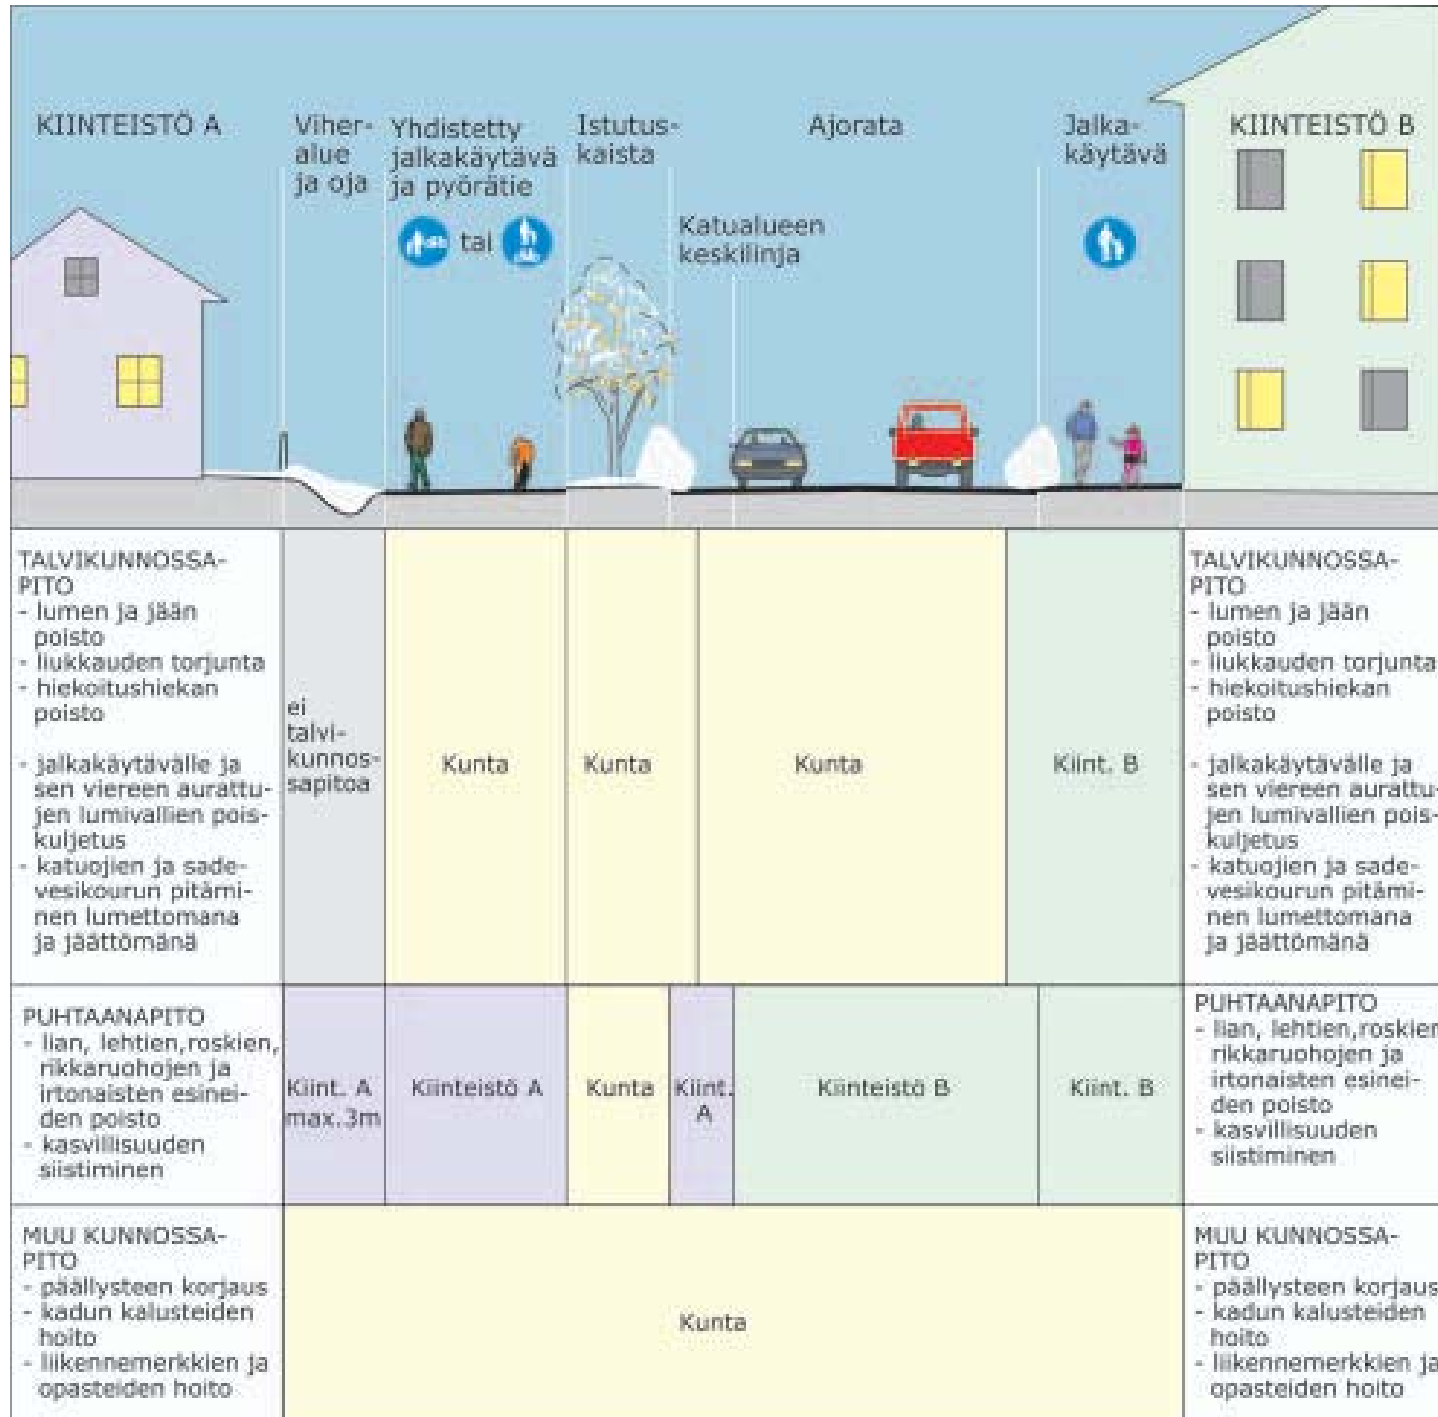 KIINTEISTÖ A
Viher-
alue
ja oja
Yhdistetty
jalkakäytävä
ja pyörätie
tai
Istutus-
kaista
Ajorata
Katualueen
keskilinja
Jalka-
käytävä
KIINTEISTÖ B
TALVIKUNNOSSA-
PITO
- lumen ja jään
poisto
- liukkauden torjunta
- hiekoitushiekan
poisto
- jalkakäytävälle ja
sen viereen aurattu-
jen lumivallien pois-
kuljetus
- katuojien ja sade-
vesikourun pitämi-
nen lumettomana
ja jäättömänä
ei
talvi-
kunnos-
sapitoa
Kunta
Kunta
Kunta
Kiint. B
TALVIKUNNOSSA-
PITO
- lumen ja jään
poisto
- liukkauden torjunta
- hiekoitushiekan
poisto
- jalkakäytävälle ja
sen viereen aurattu-
jen lumivallien pois-
kuljetus
- katuojien ja sade-
vesikourun pitämi-
nen lumettomana
ja jäättömänä
PUHTAANAPITO
- lian, lehtien,roskien,
rikkaruohojen ja
irtonaisten esinei-
den poisto
- kasvillisuuden
siistiminen
Kiint. A
max.3m
Kiinteistö A
Kunta
Kiint.
A
Kiinteistö B
Kiint. B
PUHTAANAPITO
- lian, lehtien,roskien
rikkaruohojen ja
irtonaisten esinei-
den poisto
- kasvillisuuden
siistiminen
MUU KUNNOSSA-
PITO
- päällysteen korjaus
- kadun kalusteiden
hoito
- liikennemerkkien ja
opasteiden hoito
Kunta
MUU KUNNOSSA-
PITO
- päällysteen korjaus
- kadun kalusteiden
hoito
- liikennemerkkien ja
opasteiden hoito